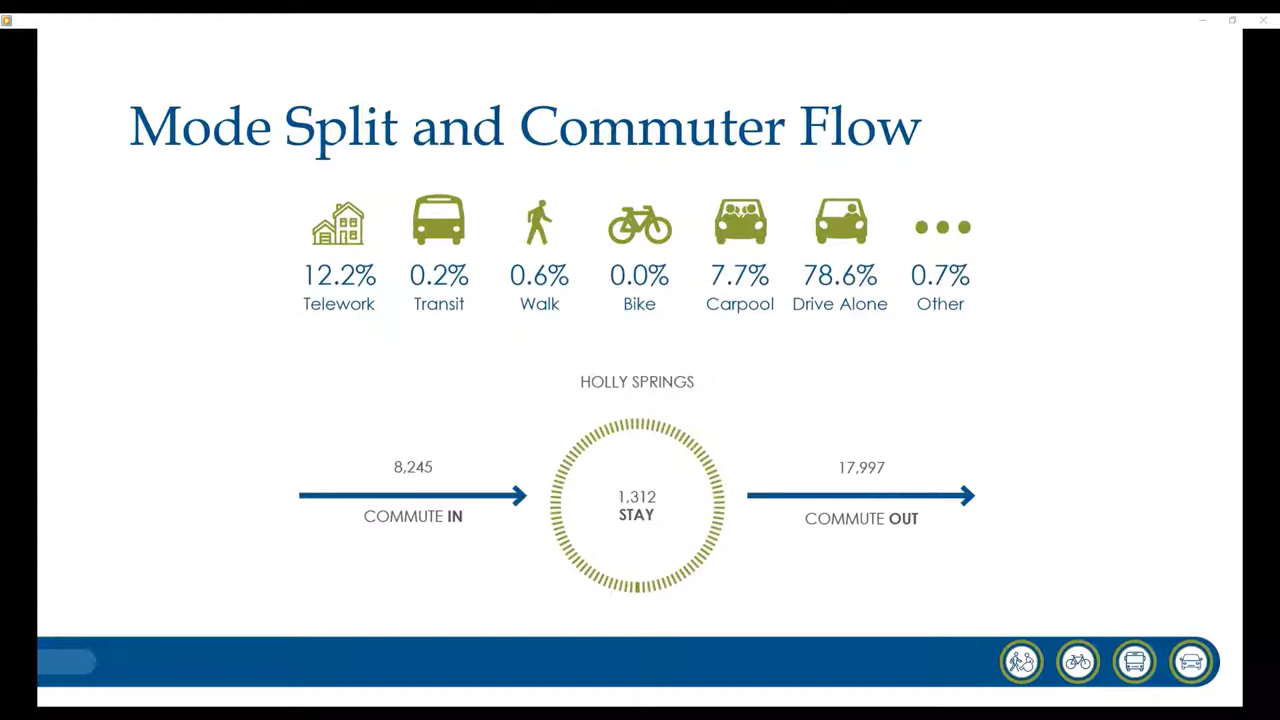 Mode Split and Commuter Flow
12.2% 0.2% 0.6% 0.0% 7.7% 78.6% 0.7%
Telework Transit Walk Bike Carpool Drive Alone Other
HOLLY SPRINGS
8,245
COMMUTE IN
1,312
STAY
17,997
COMMUTE OUT